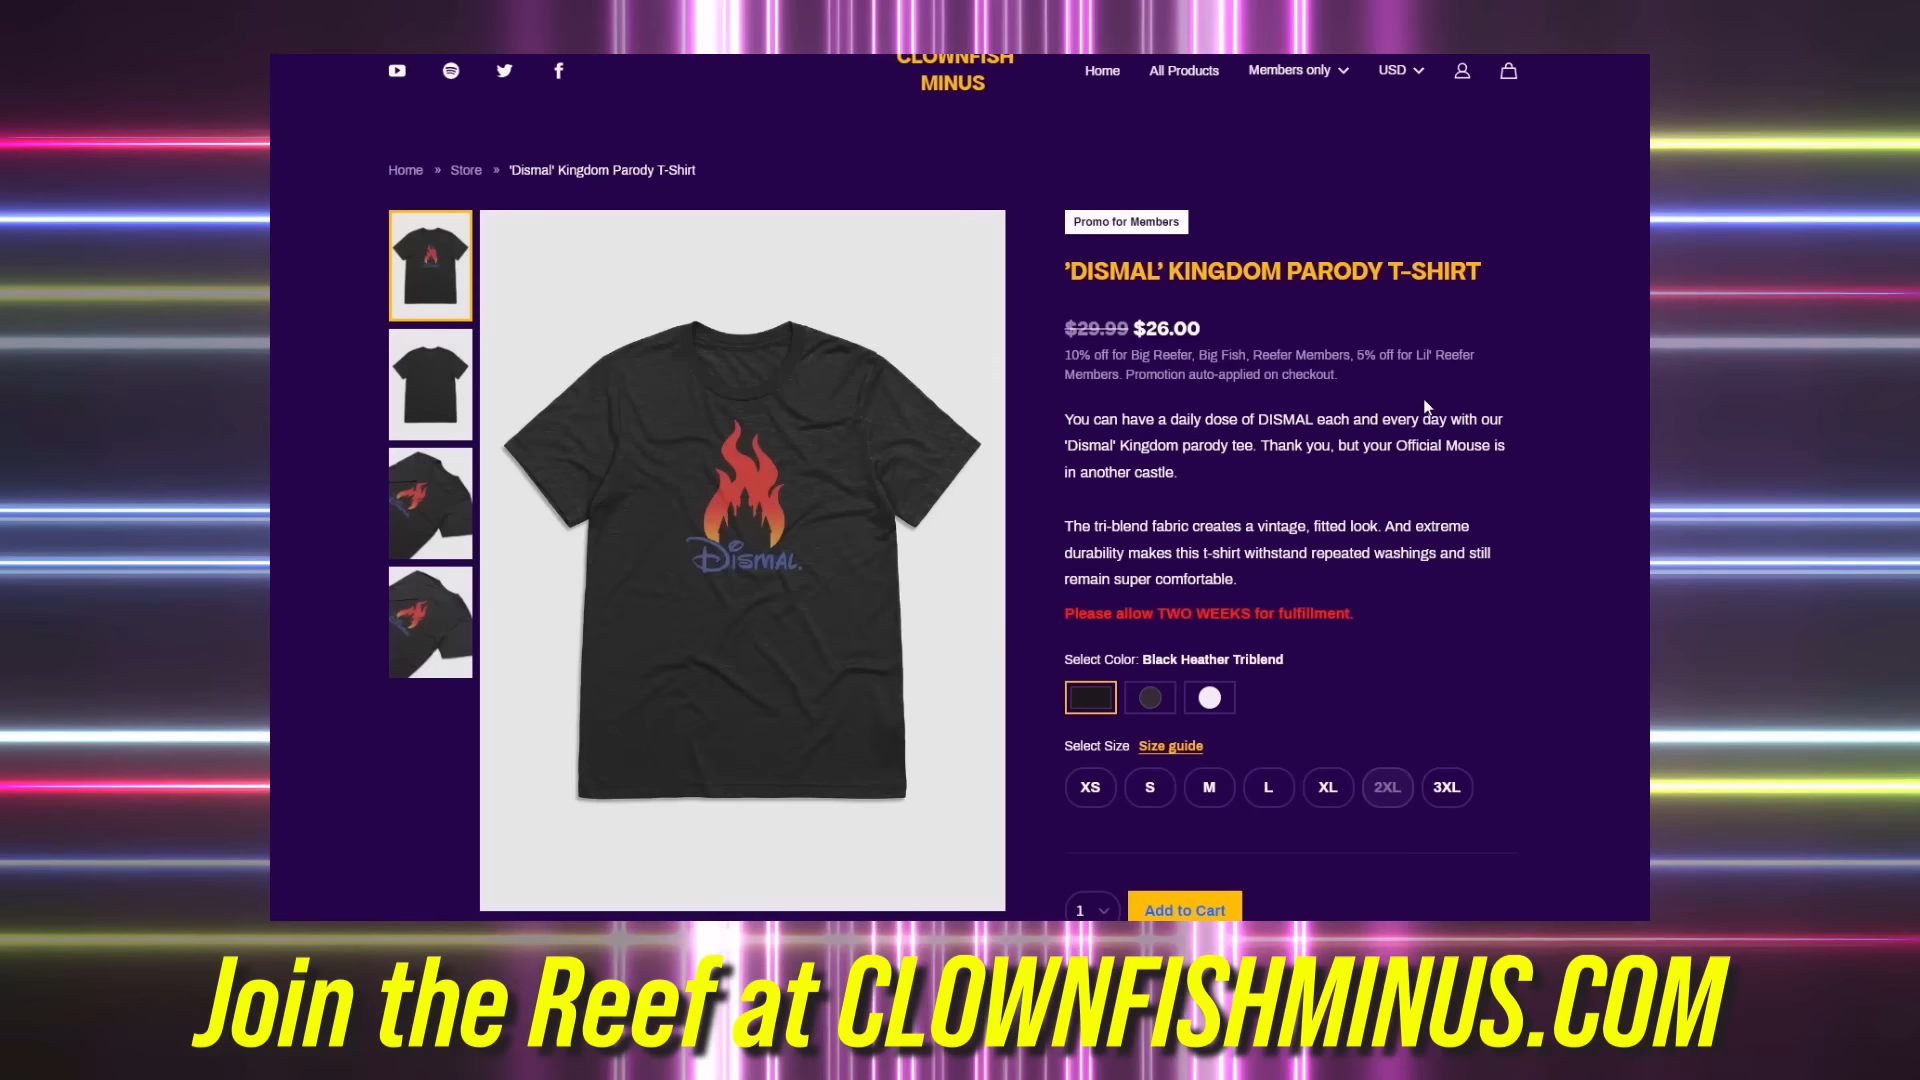 CLOWNFISH
MINUS
Home
All Products
Members only
USD
Home » Store » 'Dismal' Kingdom Parody T-Shirt
Promo for Members
'DISMAL' KINGDOM PARODY T-SHIRT
$29.99 $26.00
10% off for Big Reefer, Big Fish, Reefer Members, 5% off for Lil' Reefer
Members. Promotion auto-applied on checkout.
You can have a daily dose of DISMAL each and every day with our
'Dismal' Kingdom parody tee. Thank you, but your Official Mouse is
in another castle.
The tri-blend fabric creates a vintage, fitted look. And extreme
durability makes this t-shirt withstand repeated washings and still
remain super comfortable.
Please allow TWO WEEKS for fulfillment.
Select Color: Black Heather Triblend
Select Size Size guide
XS S M L XL 2XL 3XL
1
Add to Cart
Dismal.
Join the Reef at CLOWNFISHMINUS.COM